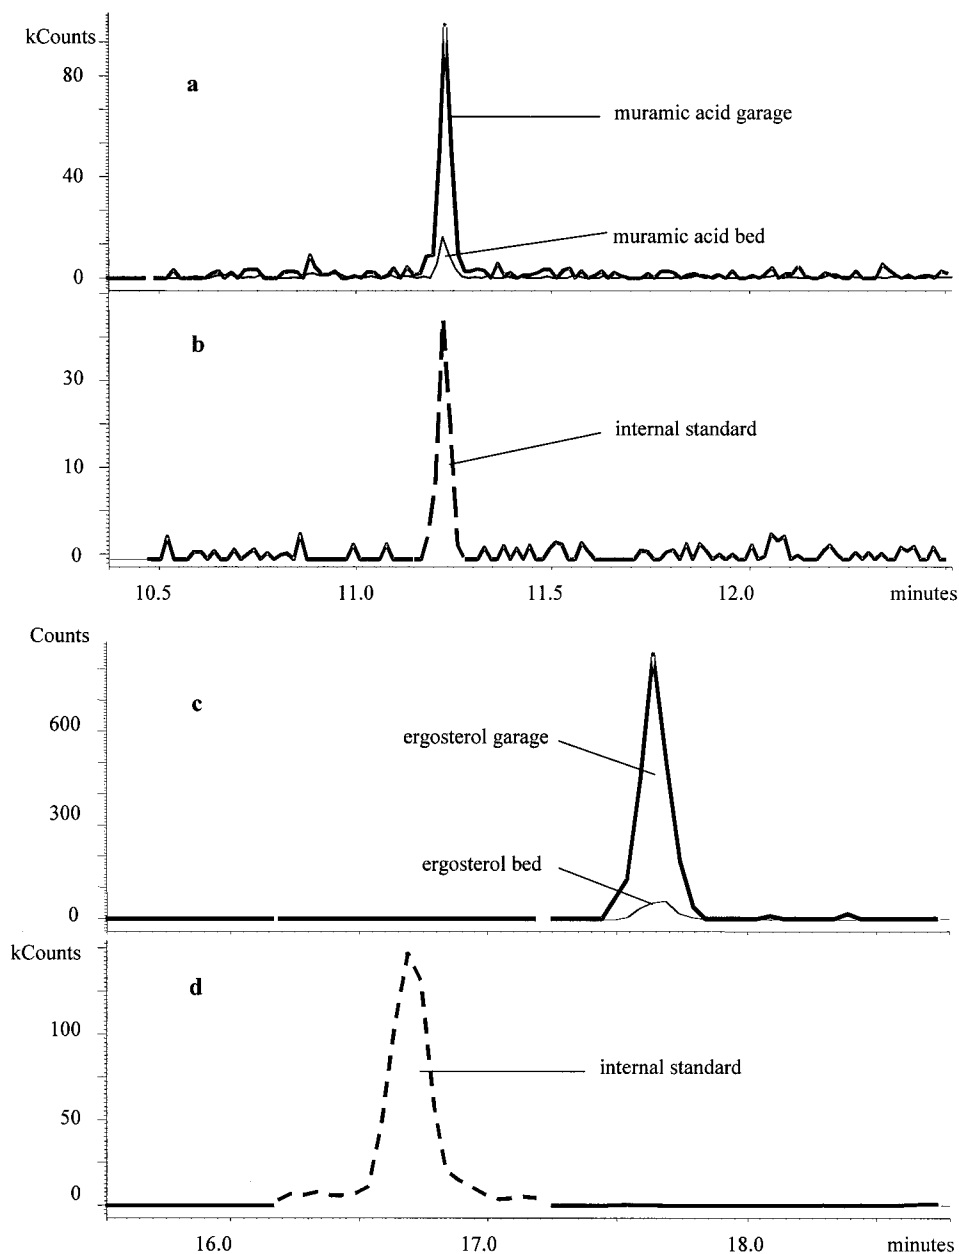 kCounts
80
a
muramic acid garage
40
muramic acid bed
0
b
30
internal standard
10
0
10.5 11.0 11.5 12.0 minutes
Counts
c
600
ergosterol garage
300
ergosterol bed
0
kCounts
d
100
internal standard
50
0
16.0 17.0 18.0 minutes